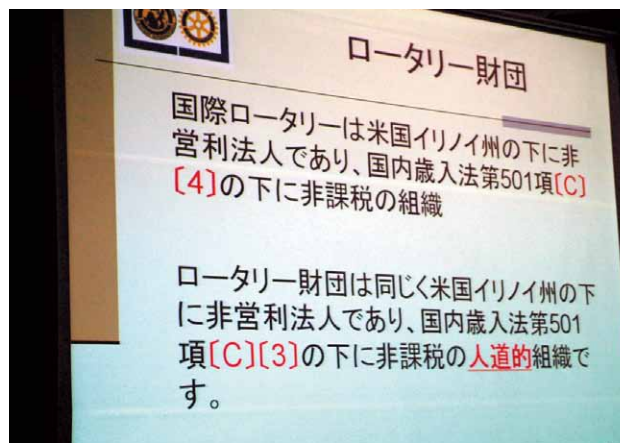 ロータリー財団
国際ロータリーは米国イリノイ州の下に非
営利法人であり、国内歳入法第501項〔C〕
〔4〕の下に非課税の組織
ロータリー財団は同じく米国イリノイ州の下
に非営利法人であり、国内歳入法第501
項〔C〕〔3〕の下に非課税の人道的組織で
す。